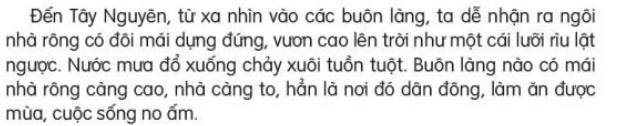 Đến Tây Nguyên, từ xa nhìn vào các buôn làng, ta dễ nhận ra ngôi
nhà rông có đôi mái dựng đứng, vươn cao lên trời như một cái lưỡi rìu lật
ngược. Nước mưa đổ xuống chảy xuôi tuồn tuột. Buôn làng nào có mái
nhà rông càng cao, nhà càng to, hẳn là nơi đó dân đông, làm ăn được
mùa, cuộc sống no ấm.